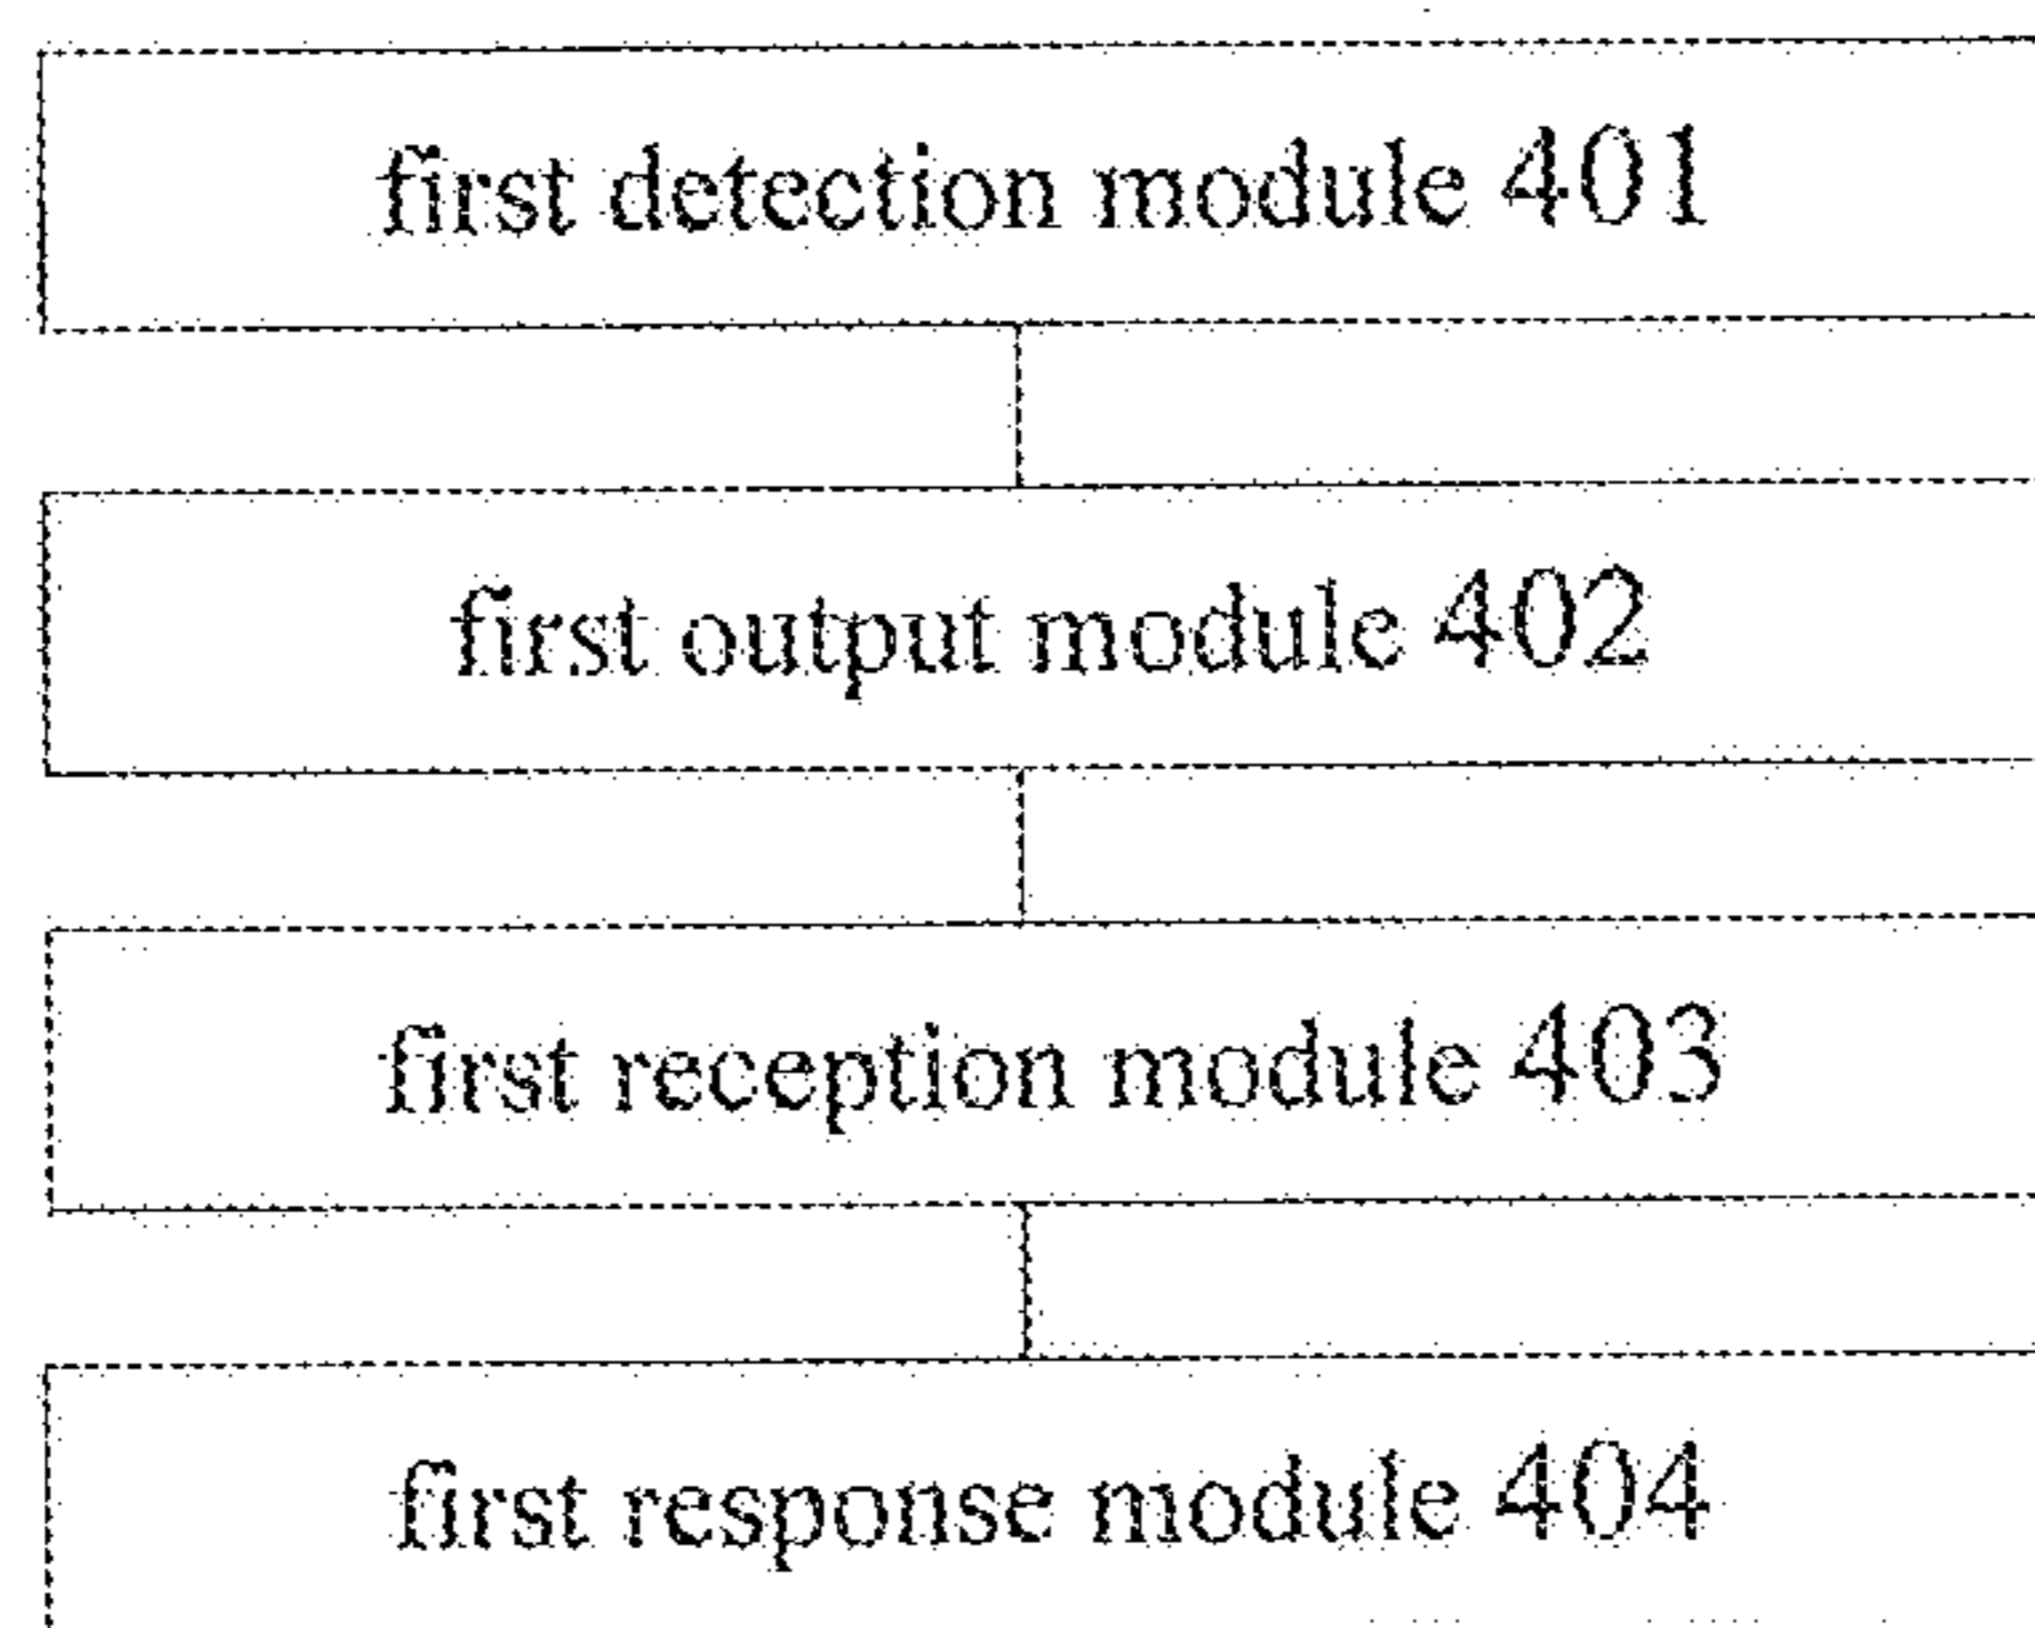 first detection module 401
first output module 402
first reception module 403
first response module 404